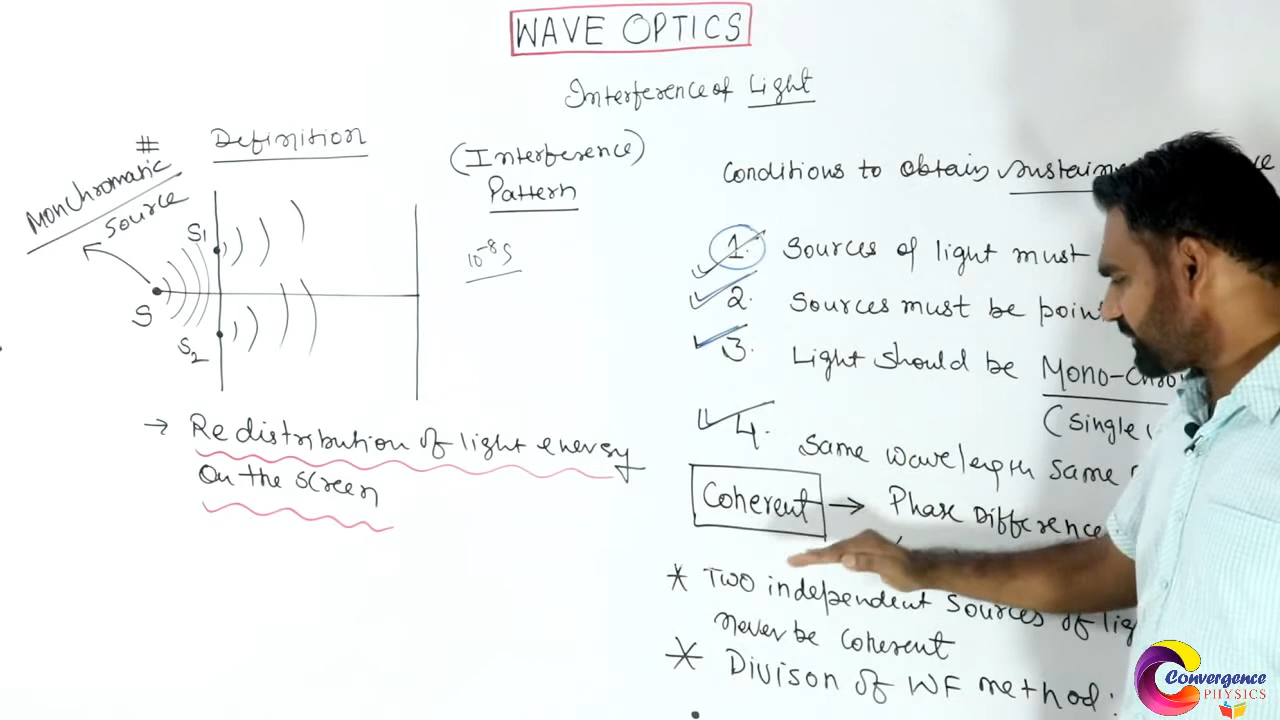 WAVE OPTICS
Interference of Light
# Definition
MonChromatic
Source
S1
S
S2
(Interference)
Pattern
10-8 S
→ Redistribution of light energy
On the screen
Conditions to obtain
1. Sources of light must
2. Sources must be point
3. Light should be Mono-
(Single
4. Same wavelength same
Coherent → Phase Difference
* Two independent Sources of
never be Coherent
* Divison of WF method.
Convergence
PHYSICS